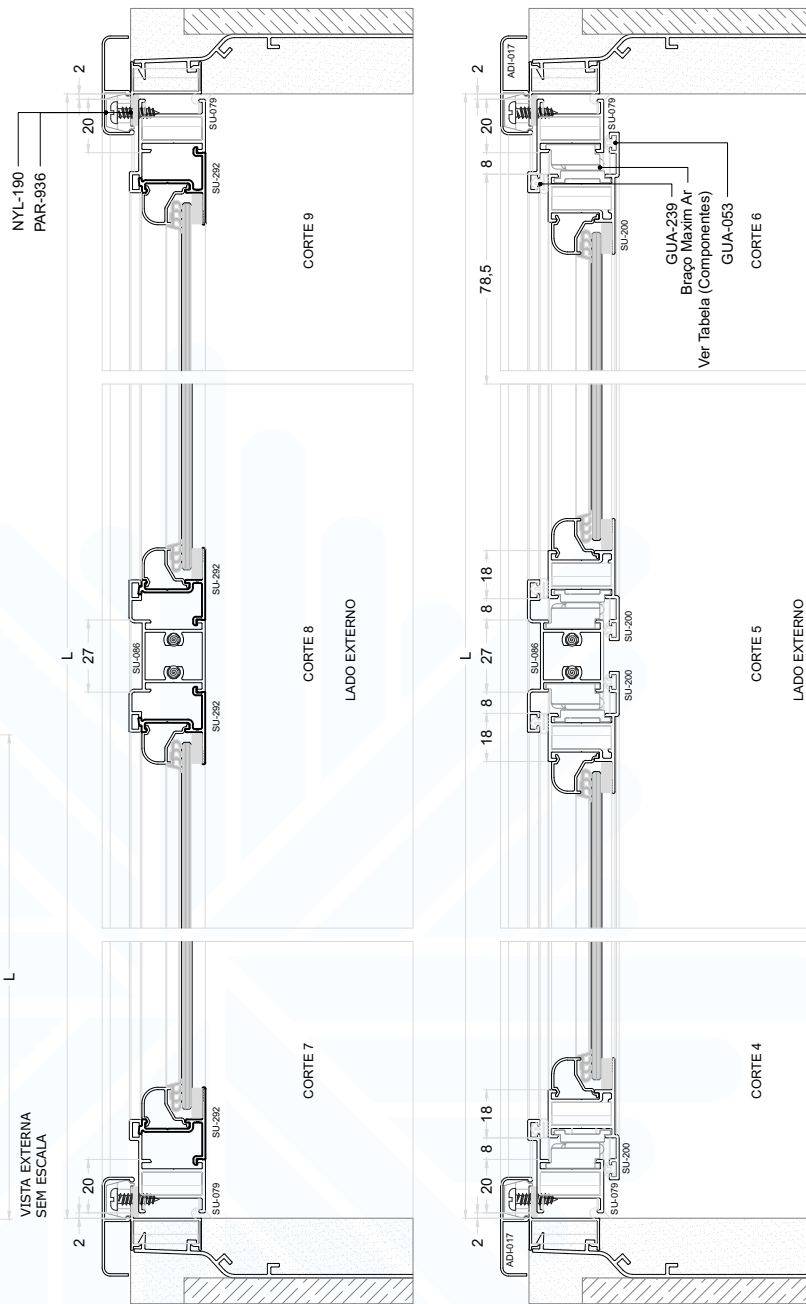 L
VISTA EXTERNA
SEM ESCALA
L
2
20
27
20
2
NYL-190
PAR-936
SU-292
SU-086
SU-292
SU-292
SU-292
SU-079
CORTE 7
CORTE 8
CORTE 9
LADO EXTERNO
L
2
20
8
18
18
8
27
8
18
78,5
8
20
2
ADI-017
SU-079
SU-200
SU-086
SU-200
SU-200
SU-200
SU-079
ADI-017
GUA-239
Braço Maxim Ar
Ver Tabela (Componentes)
GUA-053
CORTE 4
CORTE 5
CORTE 6
LADO EXTERNO